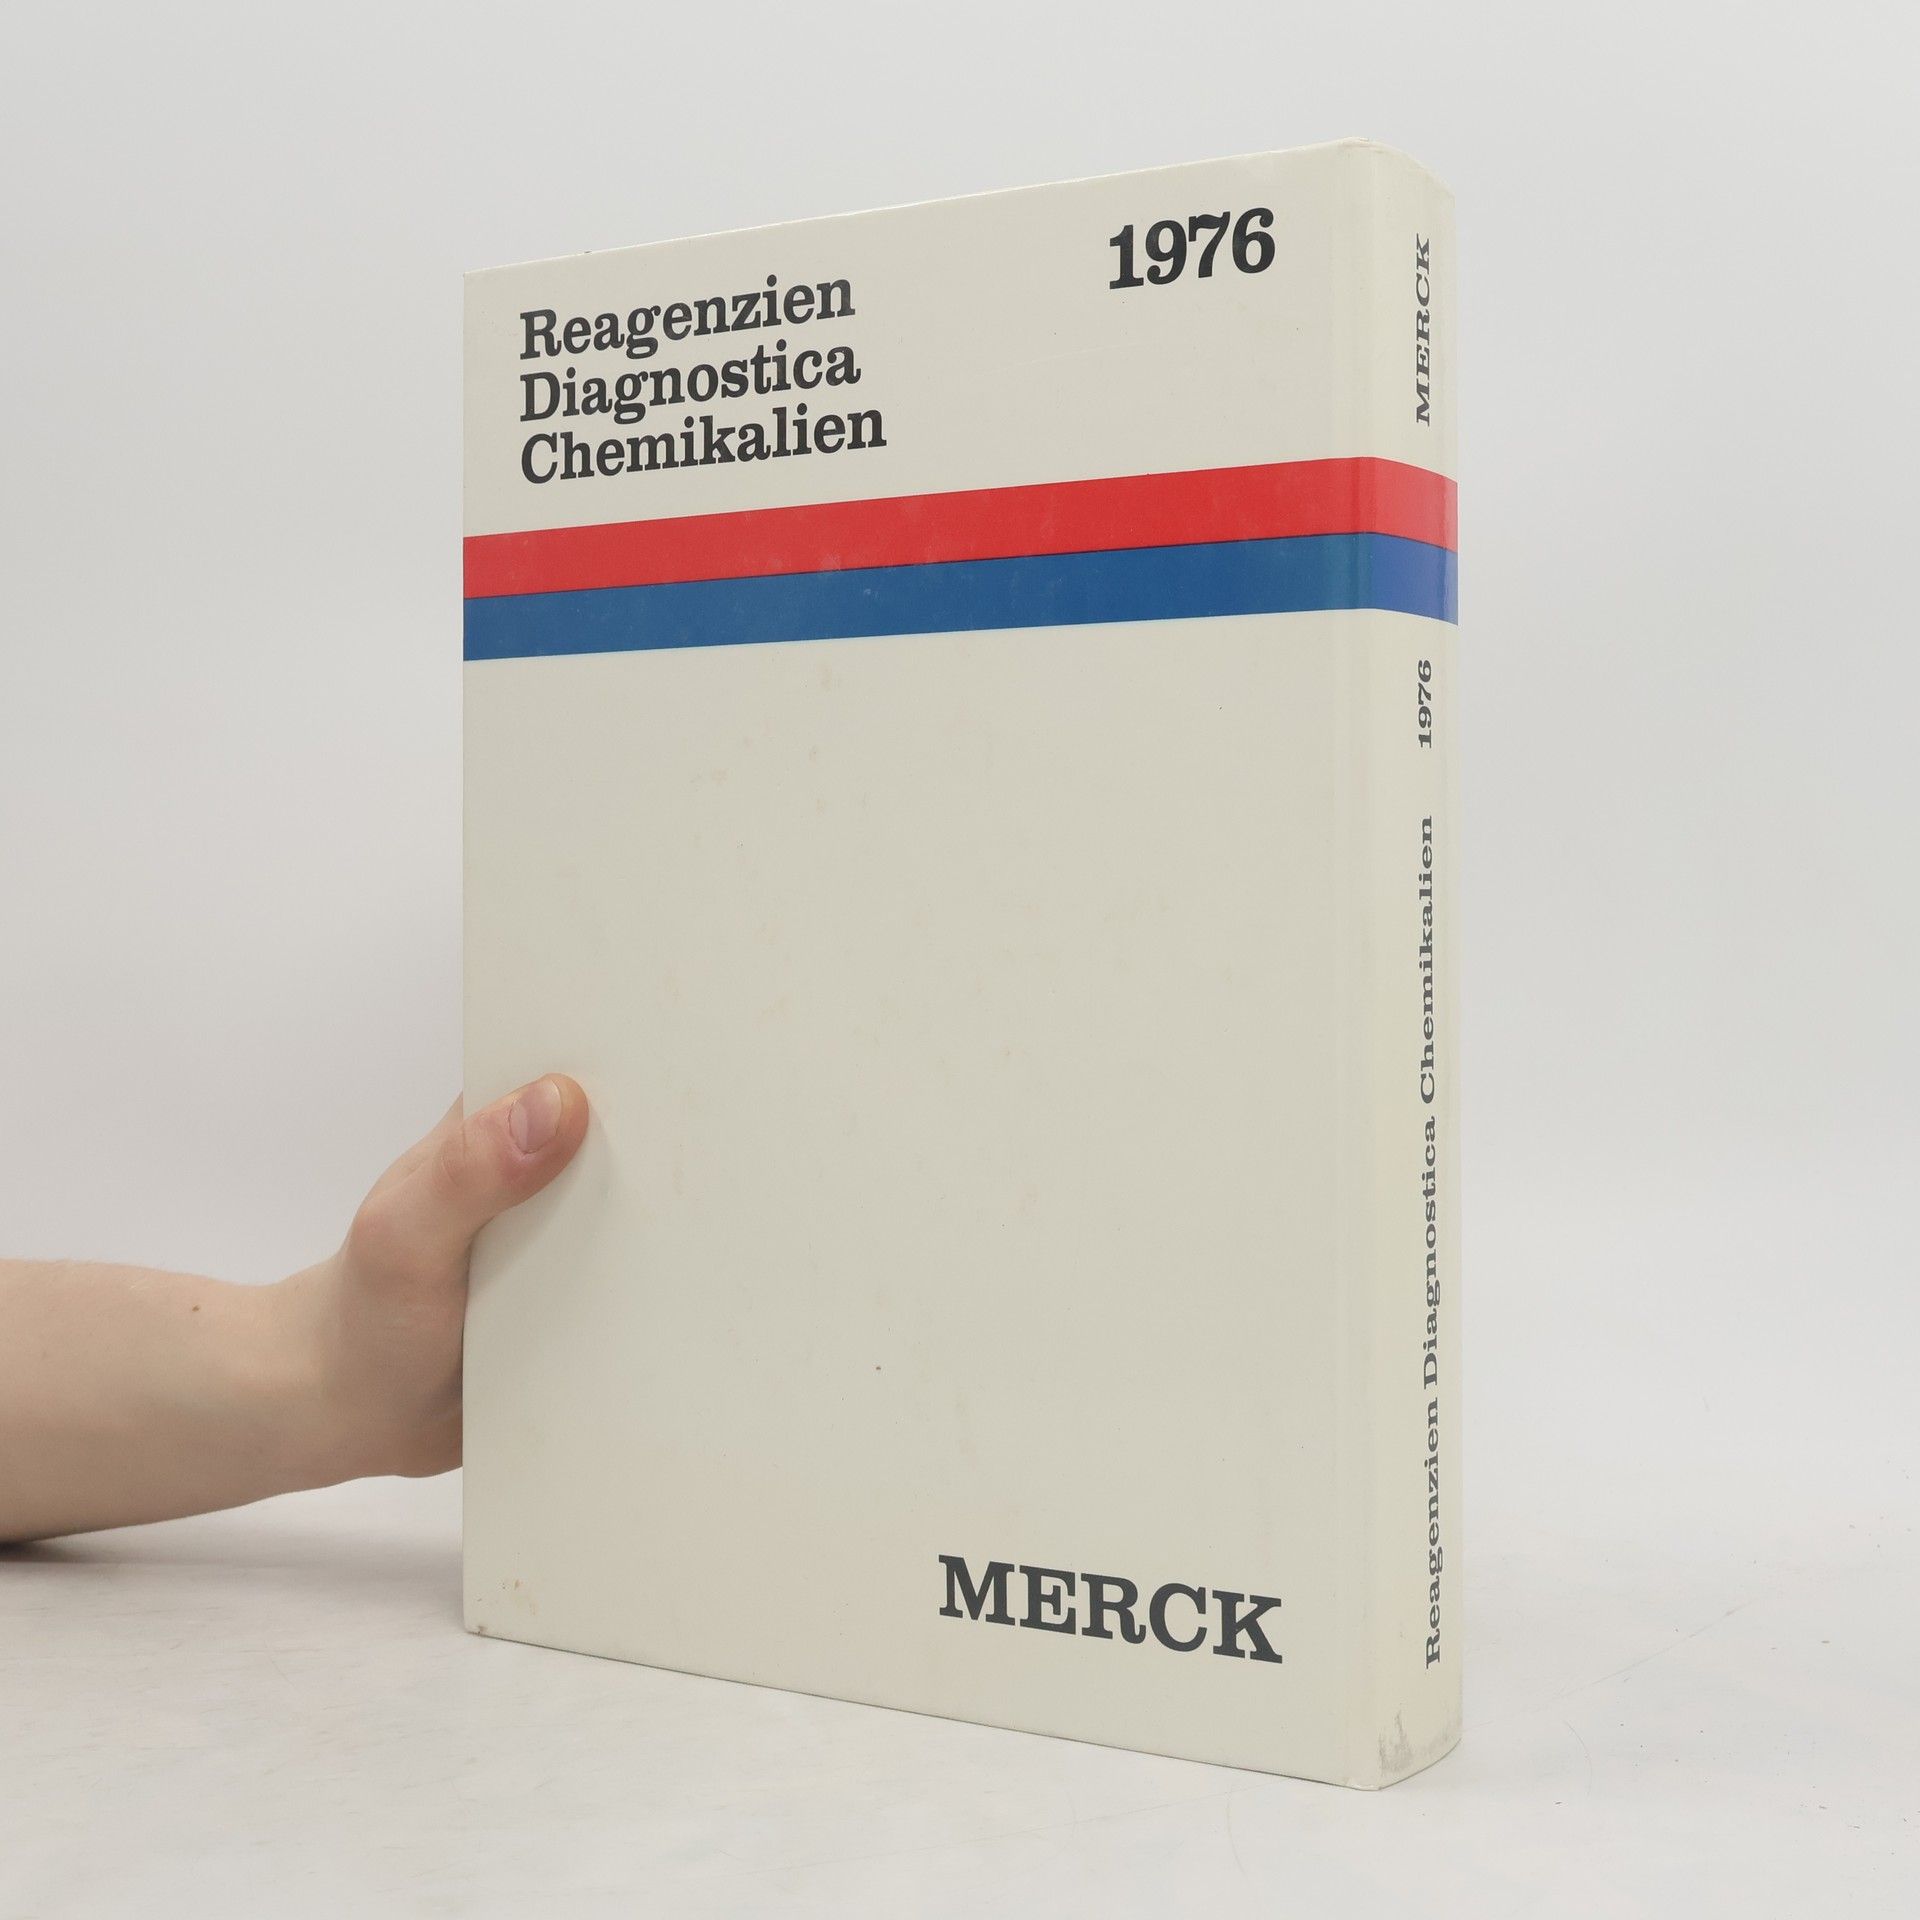 1976
Reagenzien
Diagnostica
Chemikalien
MERCK
Reagenzien Diagnostica Chemikalien 1976 MERCK